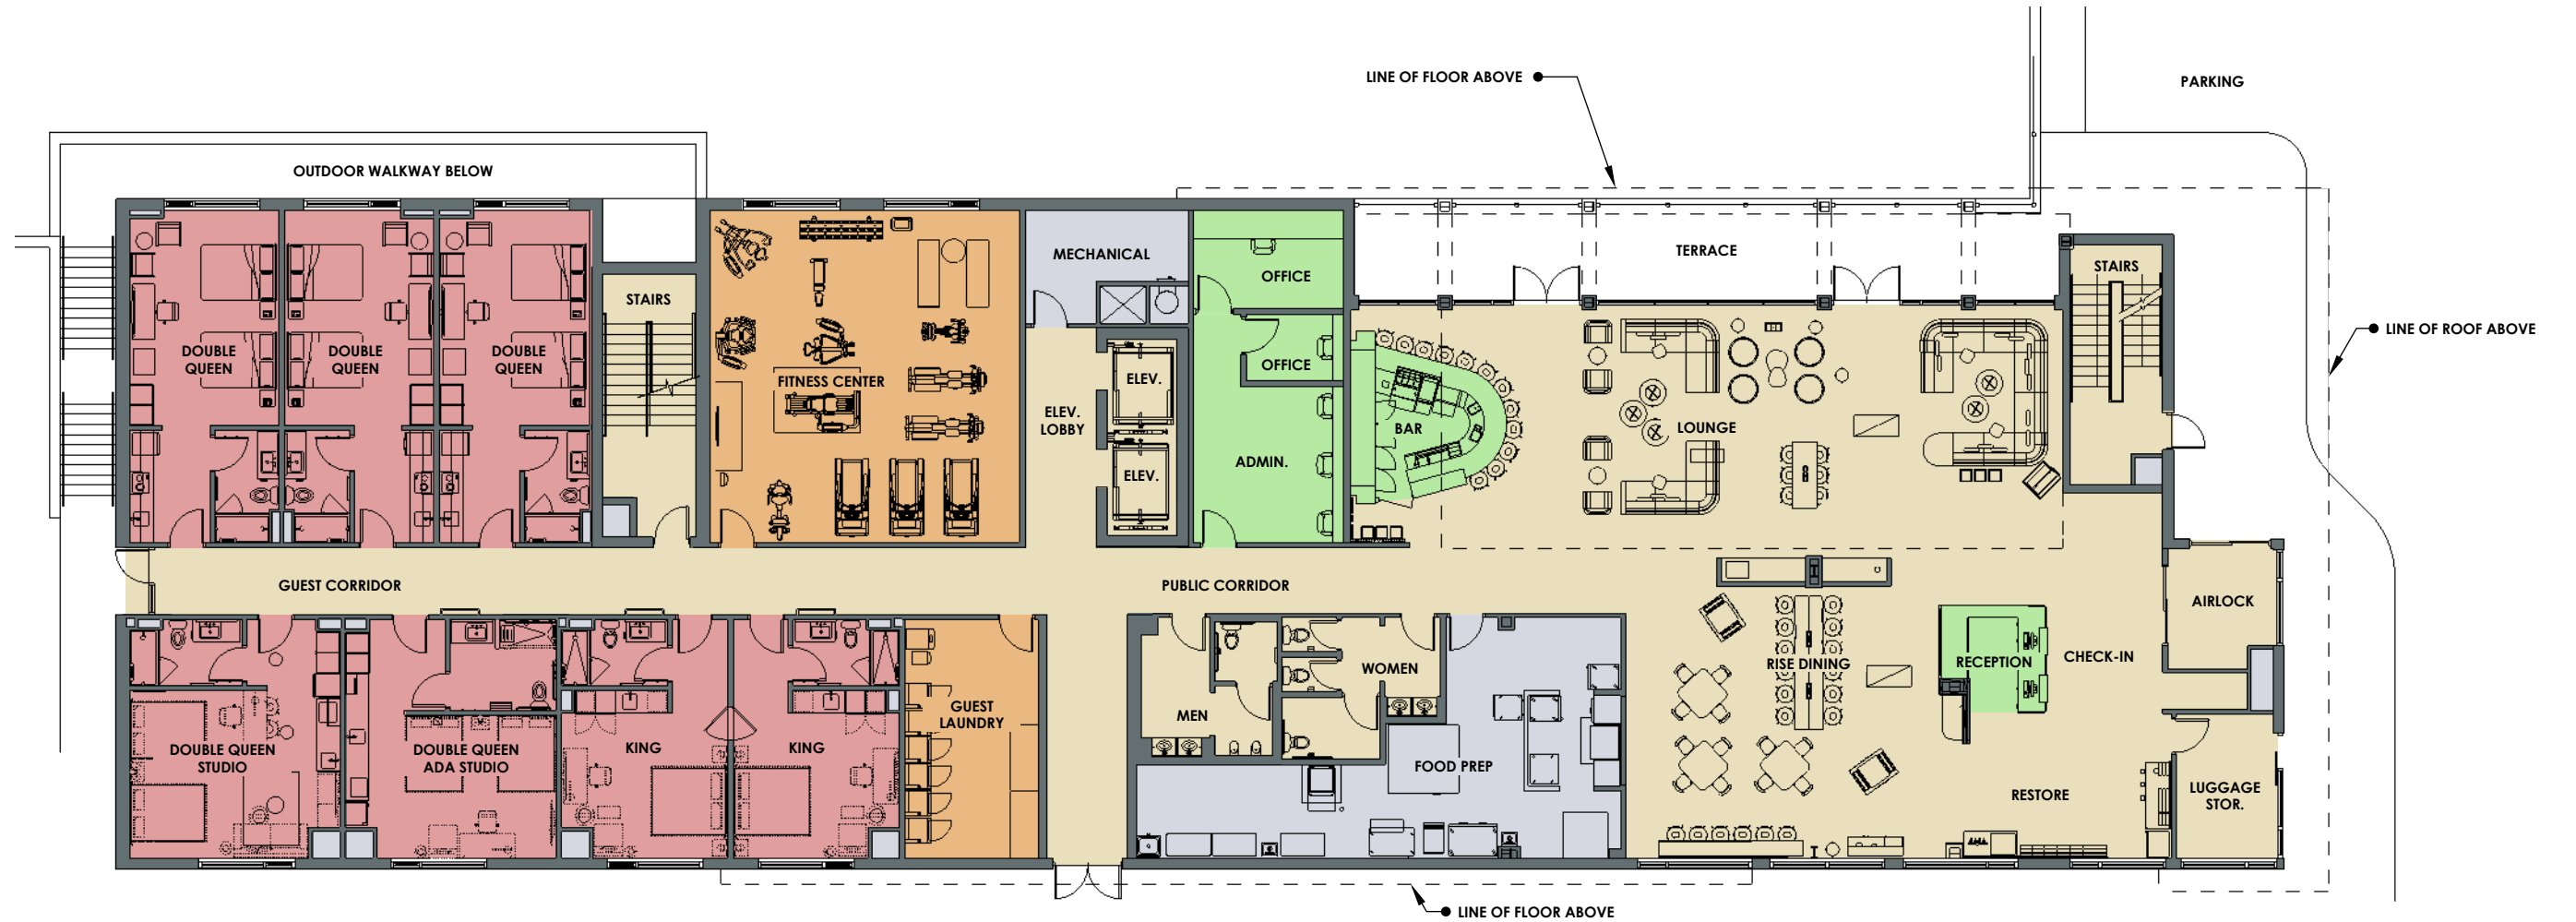 LINE OF FLOOR ABOVE
PARKING
OUTDOOR WALKWAY BELOW
LINE OF ROOF ABOVE
DOUBLE
QUEEN
DOUBLE
QUEEN
DOUBLE
QUEEN
STAIRS
FITNESS CENTER
MECHANICAL
ELEV.
LOBBY
ELEV.
ELEV.
OFFICE
OFFICE
ADMIN.
BAR
TERRACE
LOUNGE
STAIRS
GUEST CORRIDOR
PUBLIC CORRIDOR
AIRLOCK
DOUBLE QUEEN
STUDIO
DOUBLE QUEEN
ADA STUDIO
KING
KING
GUEST
LAUNDRY
MEN
WOMEN
FOOD PREP
RISE DINING
RECEPTION
CHECK-IN
RESTORE
LUGGAGE
STOR.
LINE OF FLOOR ABOVE